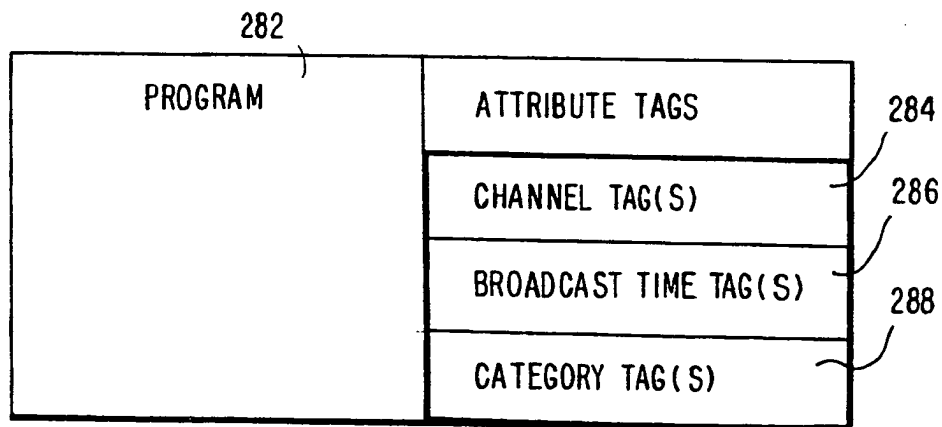 282
PROGRAM
ATTRIBUTE TAGS
284
CHANNEL TAG(S)
286
BROADCAST TIME TAG(S)
288
CATEGORY TAG(S)